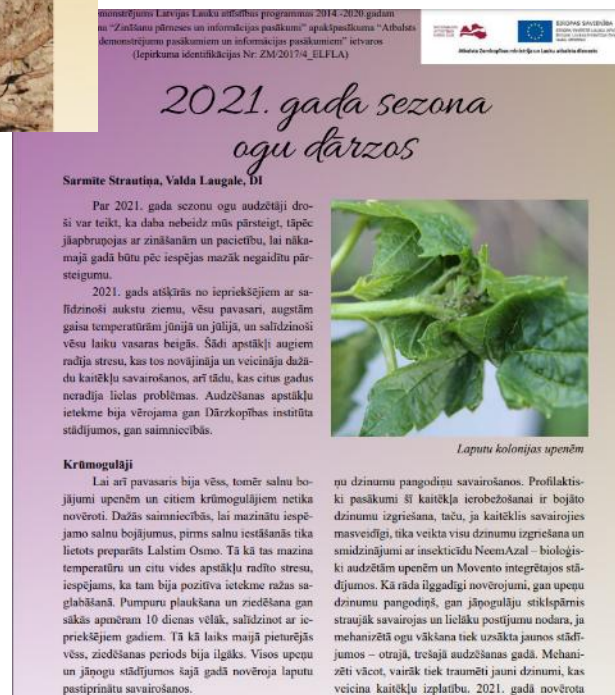 monstrējums Latvijas Lauku attīstības programmas 2014.-2020.gadam
na "Zināšanu pārneses un informācijas pasākumi" apakšpasākums "Atbalsts
demonstrējumu pasākumiem un informācijas pasākumiem" ietvaros
(Iepirkuma identifikācijas Nr: ZM/2017/4_ELFLA)
EIROPAS SAVIENĪBA
Atbalsta Zemkopības ministrija un Lauku atbalsta dienests
2021. gada sezona
ogu dārzos
Sarmīte Strautiņa, Valda Laugale, DI
Par 2021. gada sezonu ogu audzētāji dro-
ši var teikt, ka daba nebeidz mūs pārsteigt, tāpēc
jāapbruņojas ar zināšanām un pacietību, lai nāka-
majā gadā būtu pēc iespējas mazāk negaidītu pār-
steigumu.
2021. gads atšķīrās no iepriekšējiem ar sa-
līdzinoši aukstu ziemu, vēsu pavasari, augstām
gaisa temperatūrām jūnijā un jūlijā, un salīdzinoši
vēsu laiku vasaras beigās. Šādi apstākļi augiem
radīja stresu, kas tos novājināja un veicināja dažā-
du kaitēkļu savairošanos, arī tādu, kas citus gadus
neradīja lielas problēmas. Audzēšanas apstākļu
ietekme bija vērojama gan Dārzkopības institūta
stādījumos, gan saimniecībās.
Krūmogulāji
Lai arī pavasaris bija vēss, tomēr salnu bo-
jājumi upenēm un citiem krūmogulājiem netika
novēroti. Dažās saimniecībās, lai mazinātu iespē-
jamo salnu bojājumus, pirms salnu iestāšanās tika
lietots preparāts Lalstim Osmo. Tā kā tas mazina
temperatūru un citu vides apstākļu radīto stresu,
iespējams, ka tam bija pozitīva ietekme ražas sa-
glabāšanā. Pumpuru plaukšana un ziedēšana gan
sākās apmēram 10 dienas vēlāk, salīdzinot ar ie-
priekšējiem gadiem. Tā kā laiks maijā pieturējās
vēss, ziedēšanas periods bija ilgāks. Visos upeņu
un jāņogu stādījumos šajā gadā novēroja laputu
pastiprinātu savairošanos.
Laputu kolonijas upenēm
ņu dzinumu pangodiņu savairošanos. Profilaktis-
ki pasākumi šī kaitēkļa ierobežošanai ir bojāto
dzinumu izgriešana, taču, ja kaitēklis savairojies
masveidīgi, tika veikta visu dzinumu izgriešana un
smidzinājumi ar insekticīdu NeemAzal – bioloģis-
ki audzētām upenēm un Movento integrētajos stā-
dījumos. Kā rāda ilggadīgi novērojumi, gan upeņu
dzinumu pangodiņš, gan jāņogulāju stiklspārnis
straujāk savairojas un lielāku postījumu nodara, ja
mehanizētā ogu vākšana tiek uzsākta jaunos stādī-
jumos – otrajā, trešajā audzēšanas gadā. Mehani-
zēti vācot, vairāk tiek traumēti jauni dzinumi, kas
veicina kaitēkļu izplatību. 2021. gadā novērota